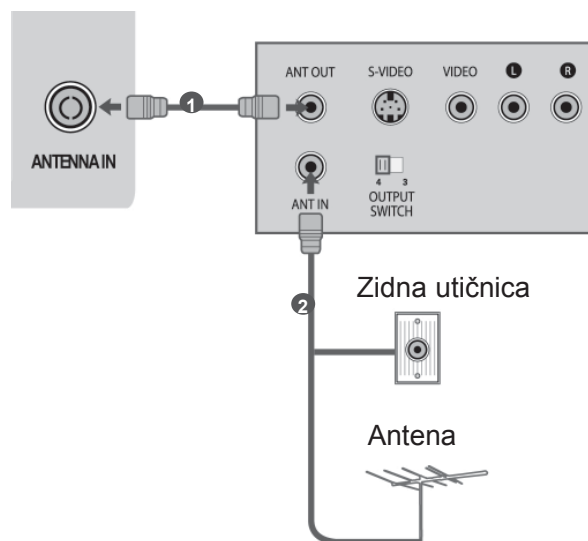 ANT OUT S-VIDEO VIDEO L R
1
ANTENNA IN
ANT IN
4 3
OUTPUT
SWITCH
2
Zidna utičnica
Antena